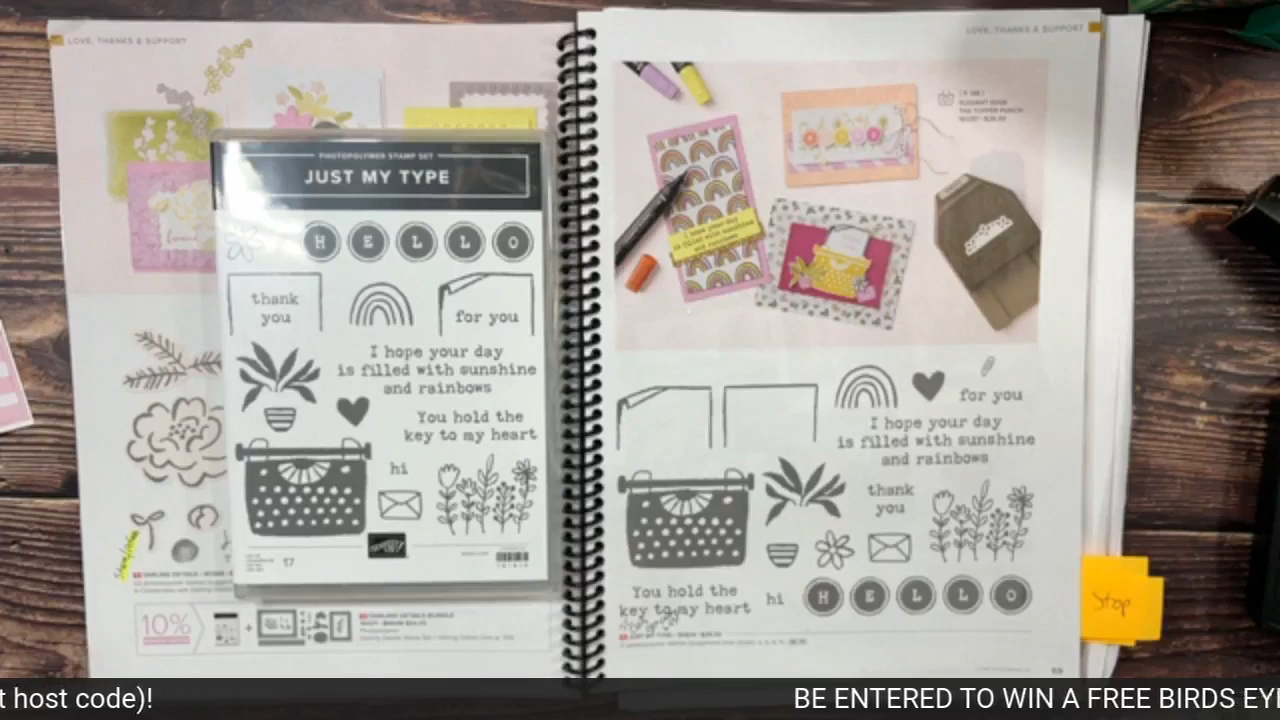 LOVE, THANKS & SUPPORT
LOVE, THANKS & SUPPORT
PHOTOPOLYMER STAMP SET
JUST MY TYPE
H E L L O
thank
you
for you
I hope your day
is filled with sunshine
and rainbows
You hold the
key to my heart
hi
17
10%
I hope your day
is filled with sunshine
and rainbows
for you
I hope your day
is filled with sunshine
and rainbows
thank
you
You hold the
key to my heart
hi
H E L L O
Stop
t host code)!
BE ENTERED TO WIN A FREE BIRDS EY